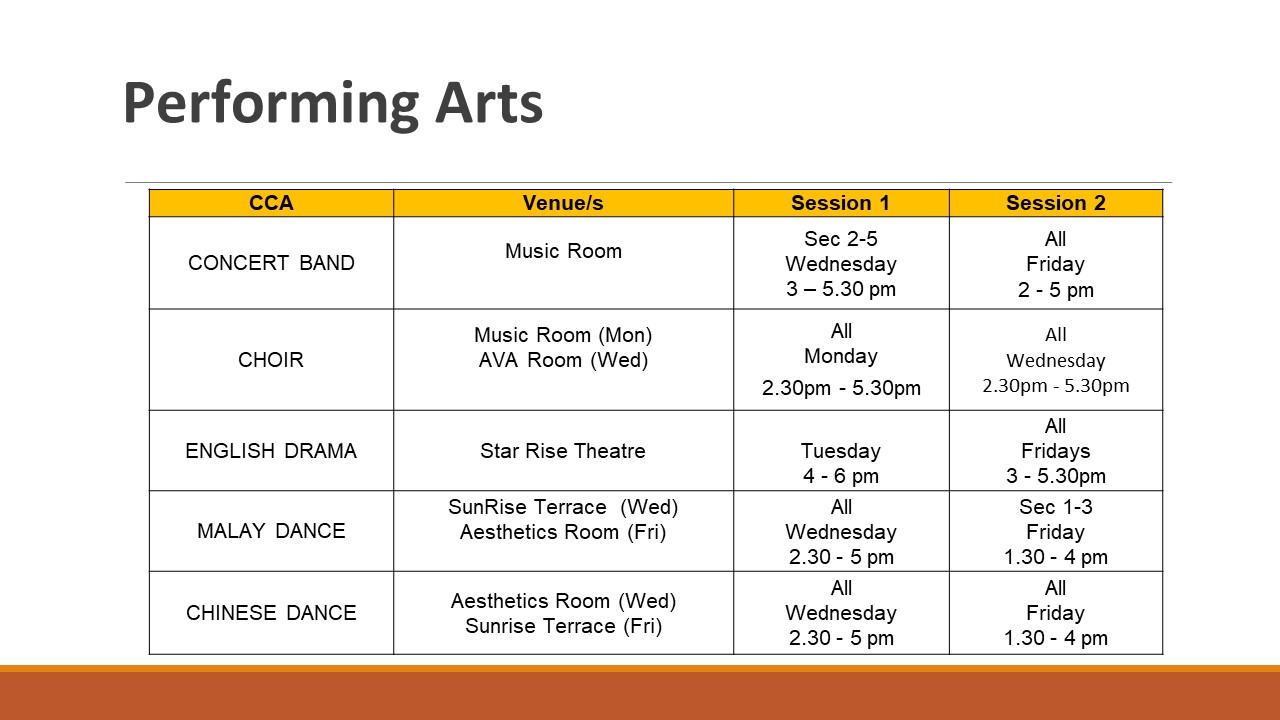 Performing Arts
CCA
Venue/s
Session 1
Session 2
CONCERT BAND
Music Room
Sec 2-5
Wednesday
3 – 5.30 pm
All
Friday
2 - 5 pm
CHOIR
Music Room (Mon)
AVA Room (Wed)
All
Monday
2.30pm - 5.30pm
All
Wednesday
2.30pm - 5.30pm
ENGLISH DRAMA
Star Rise Theatre
Tuesday
4 - 6 pm
All
Fridays
3 - 5.30pm
MALAY DANCE
SunRise Terrace (Wed)
Aesthetics Room (Fri)
All
Wednesday
2.30 - 5 pm
Sec 1-3
Friday
1.30 - 4 pm
CHINESE DANCE
Aesthetics Room (Wed)
Sunrise Terrace (Fri)
All
Wednesday
2.30 - 5 pm
All
Friday
1.30 - 4 pm